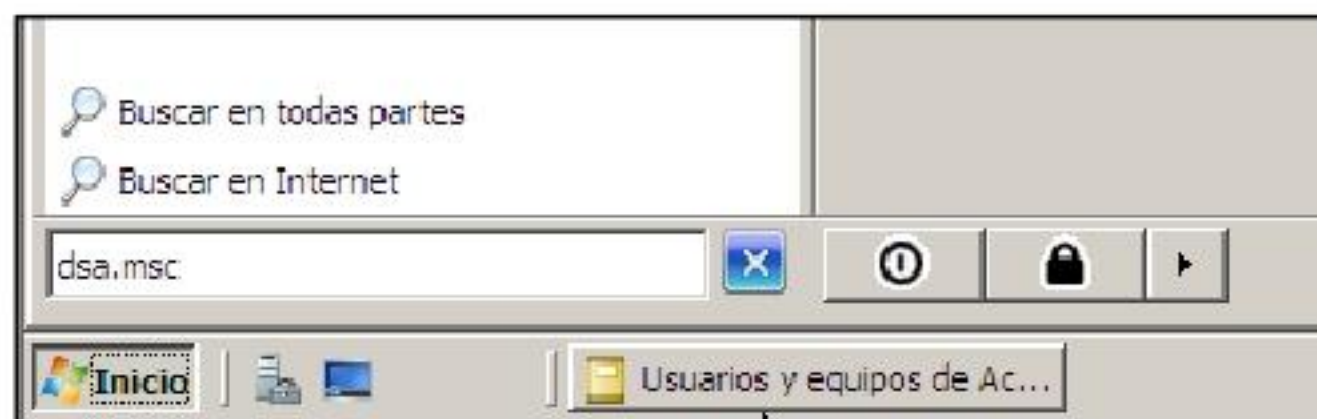 Buscar en todas partes
Buscar en Internet
dsa.msc
Inicio
Usuarios y equipos de Ac...